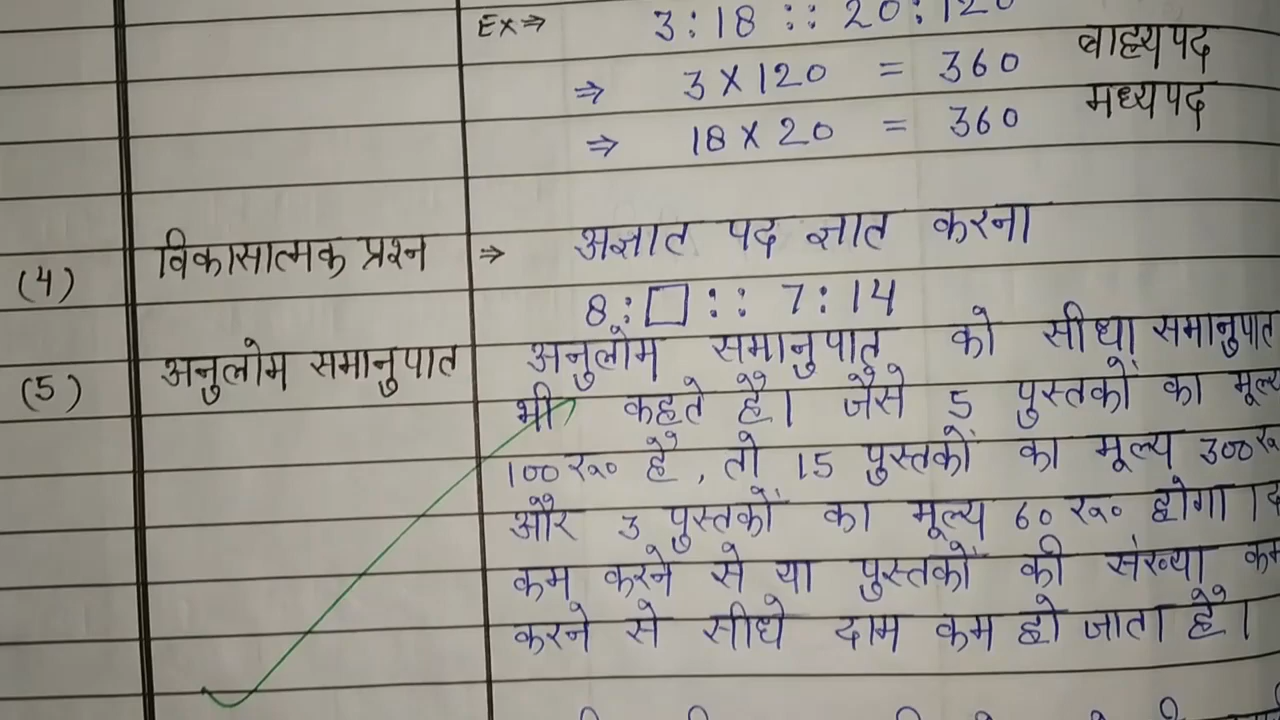 Ex⇒ 3:18 :: 20:120
⇒ 3×120 = 360 बाह्यपद
⇒ 18×20 = 360 मध्यपद
(4) विकासात्मक प्रश्न ⇒ अज्ञात पद ज्ञात करना
8:□:: 7:14
(5) अनुलोम समानुपात अनुलोम समानुपात को सीधा समानुपात
भी कहते है। जैसे 5 पुस्तकों का मूल्य
100 रू० है, तो 15 पुस्तकों का मूल्य 300 रू
और 3 पुस्तकों का मूल्य 60 रू० होगा।
कम करने से या पुस्तकों की संख्या कम
करने से सीधे दाम कम हो जाता है।